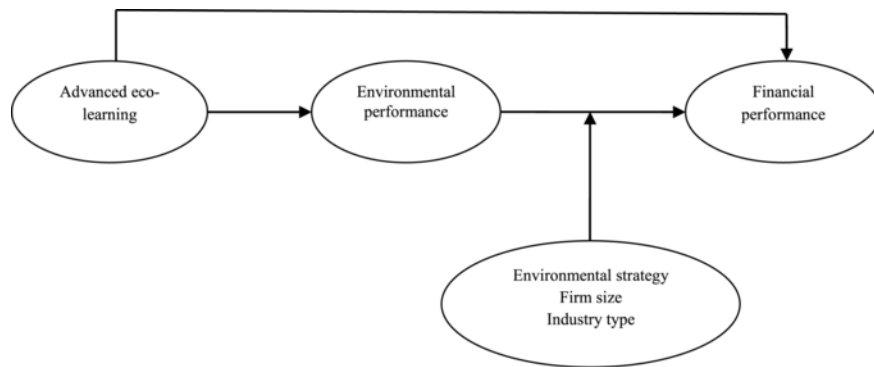 Advanced eco-
learning
Environmental
performance
Financial
performance
Environmental strategy
Firm size
Industry type